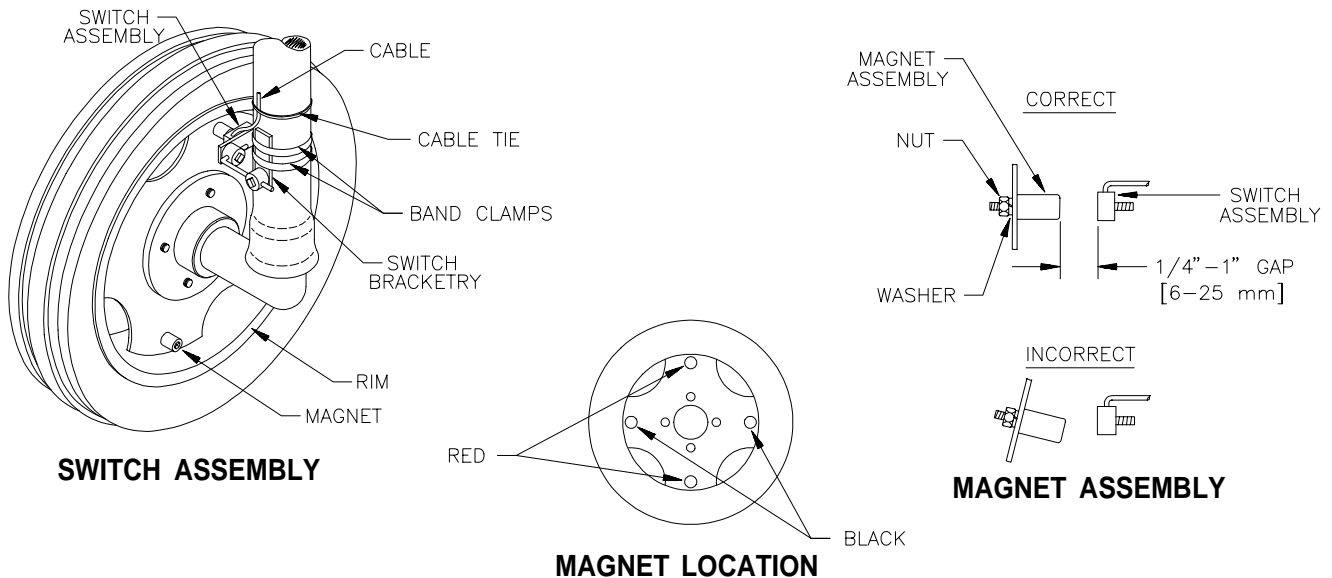 SWITCH
ASSEMBLY
CABLE
CABLE TIE
BAND CLAMPS
SWITCH
BRACKETRY
RIM
MAGNET
SWITCH ASSEMBLY
RED
BLACK
MAGNET LOCATION
MAGNET
ASSEMBLY
CORRECT
NUT
SWITCH
ASSEMBLY
1/4"-1" GAP
[6-25 mm]
WASHER
INCORRECT
MAGNET ASSEMBLY